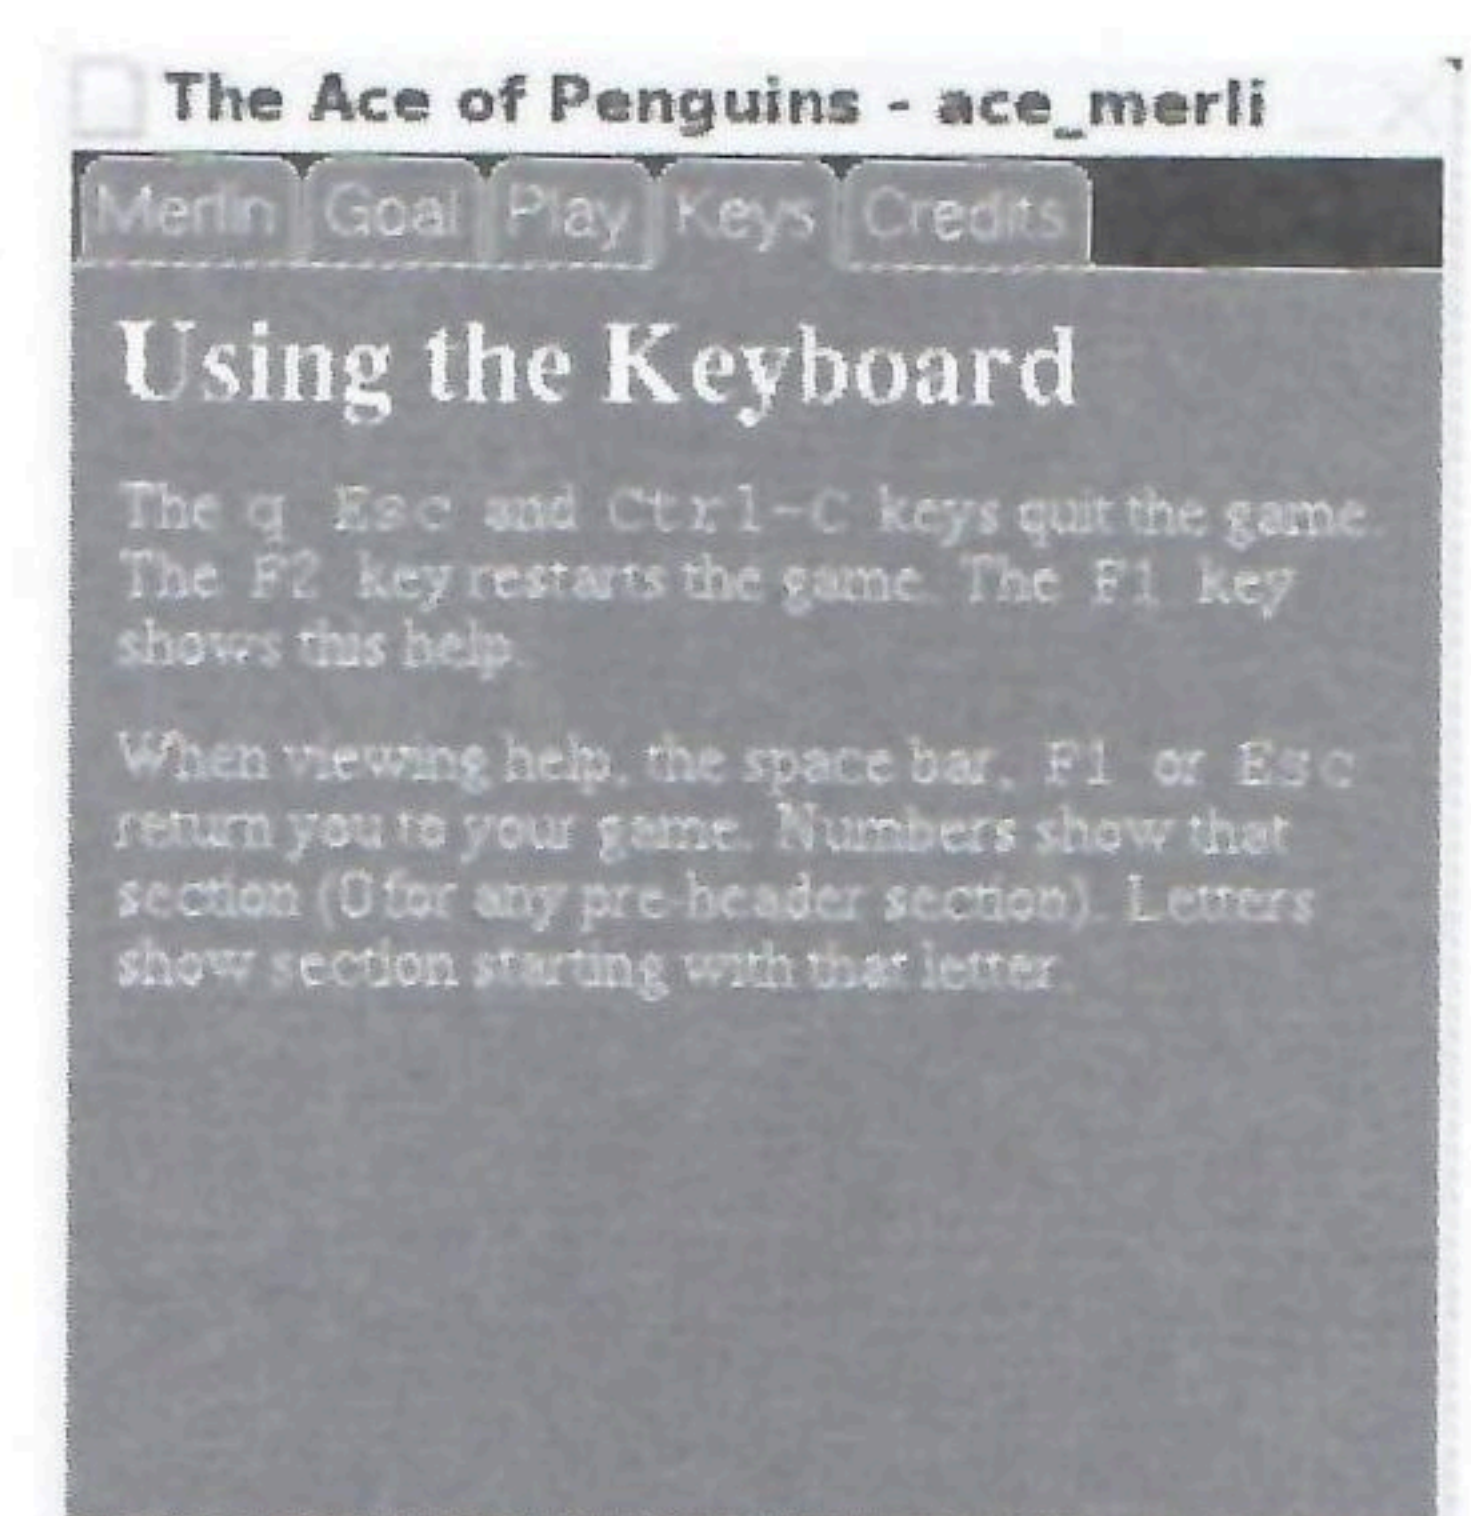 The Ace of Penguins - ace_merli
Merlin Goal Play Keys Credits
Using the Keyboard
The q Esc and Ctrl-C keys quit the game.
The F2 key restarts the game. The F1 key
shows this help.
When viewing help, the space bar, F1 or Esc
return you to your game. Numbers show that
section (0 for any pre-header section). Letters
show section starting with that letter.